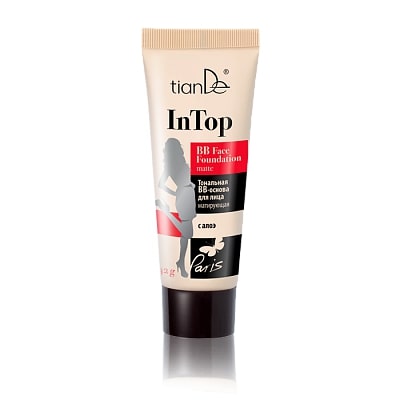 tianDe®
InTop
BB Face
Foundation
matte
Тональная
BB-основа
для лица
матирующая
с алоэ
Paris